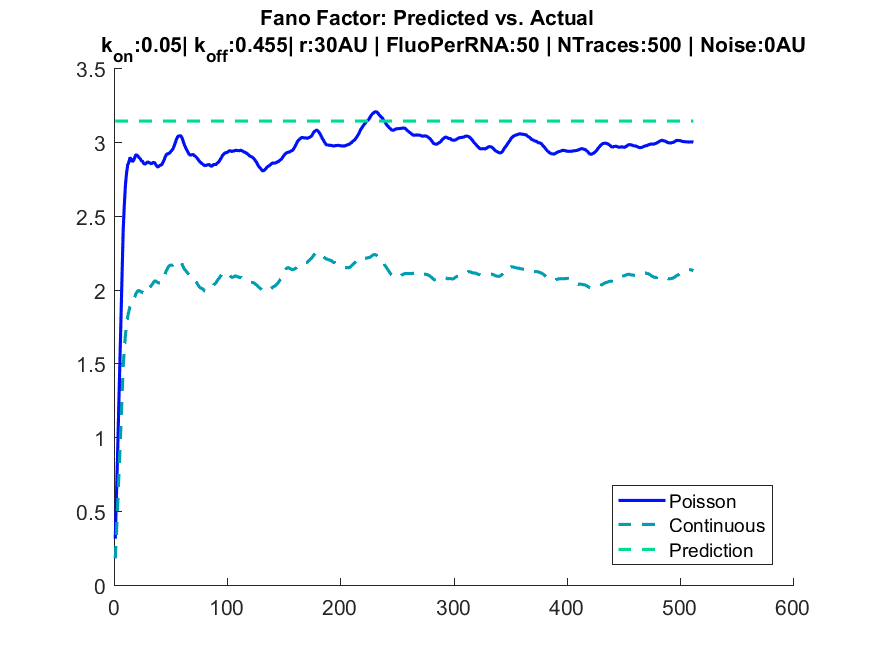 Fano Factor: Predicted vs. Actual
kon:0.05| koff:0.455| r:30AU | FluoPerRNA:50 | NTraces:500 | Noise:0AU
3.5
3
2.5
2
1.5
1
0.5
0
Poisson
Continuous
Prediction
0 100 200 300 400 500 600